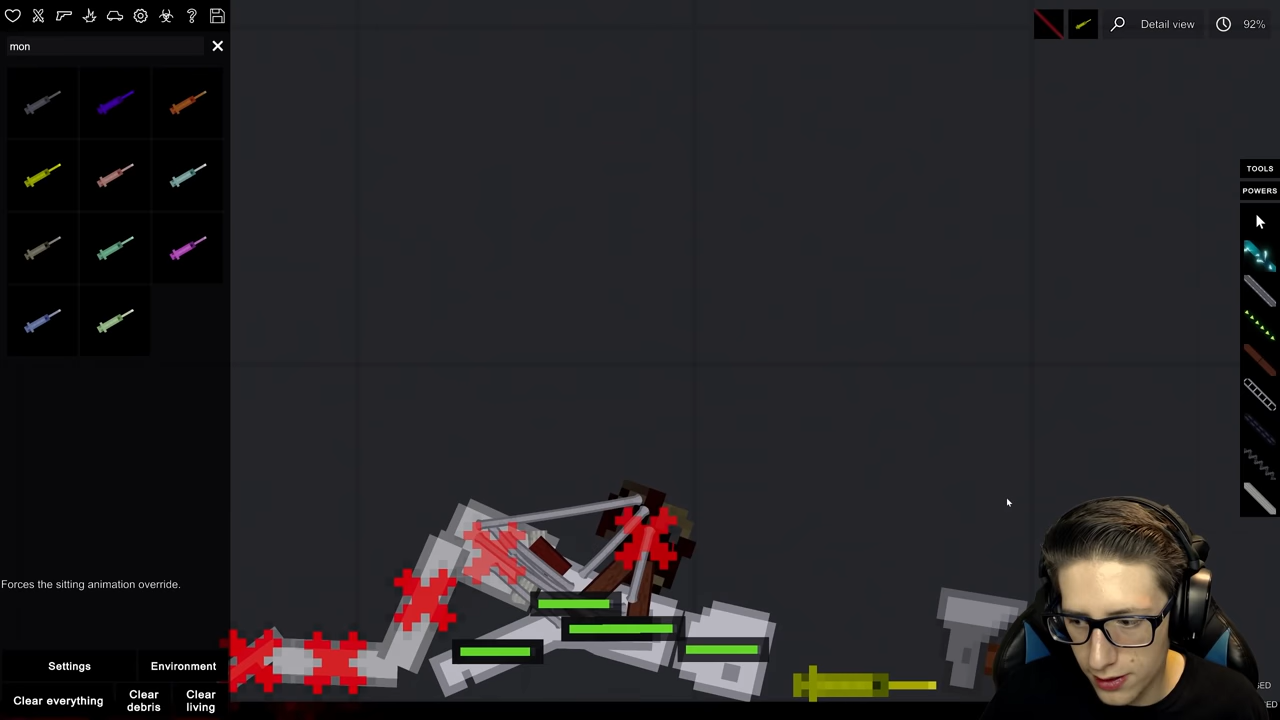 mon
Detail view
92%
TOOLS
POWERS
Forces the sitting animation override.
Settings
Environment
Clear everything
Clear debris
Clear living